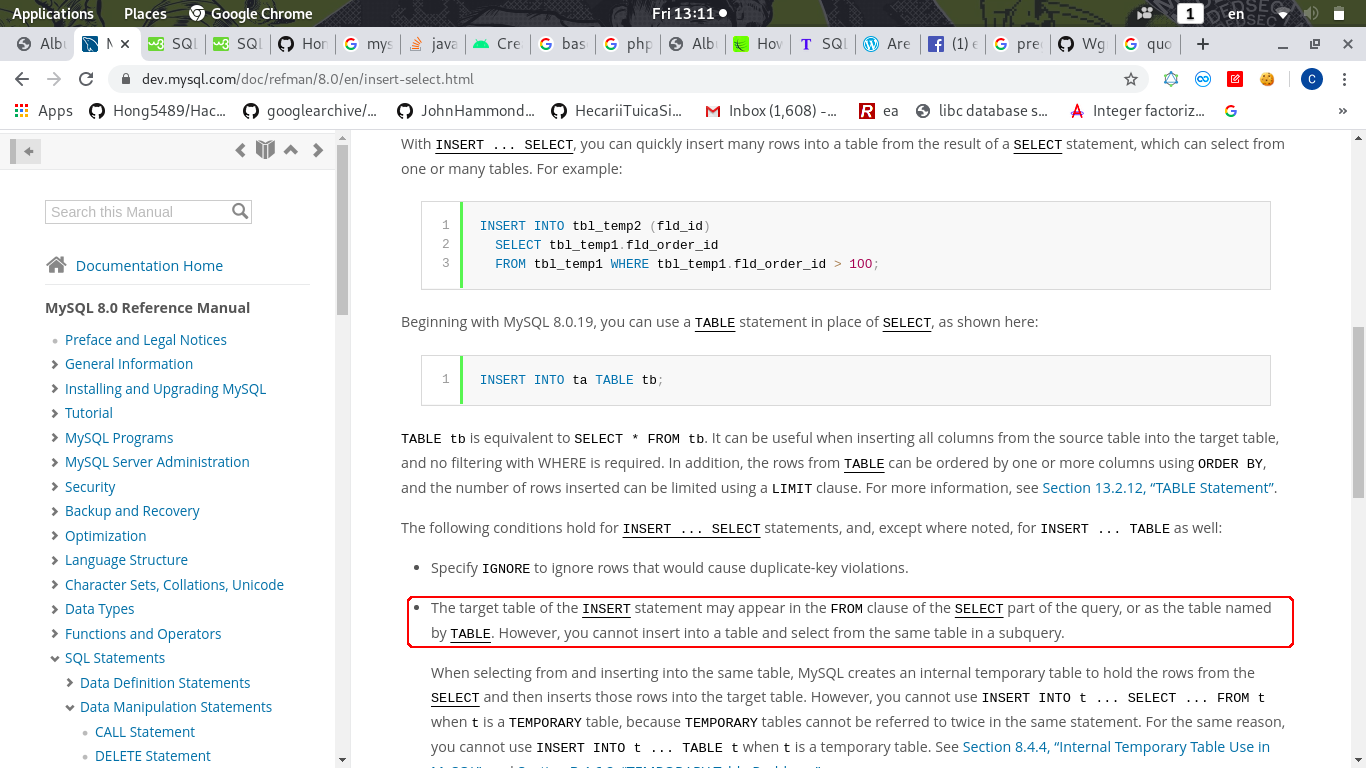 Applications Places Google Chrome Fri 13:11 1 en
Albu M SQL SQL Hon mys java Cre bas php Albu How SQL Are (1) e pred Wg quo
dev.mysql.com/doc/refman/8.0/en/insert-select.html C
Apps Hong5489/Hac... googlearchive/... JohnHammond... HecariiTuicaSi... Inbox (1,608) -... ea libc database s... Integer factoriz... »
Search this Manual
Documentation Home
MySQL 8.0 Reference Manual
Preface and Legal Notices
General Information
Installing and Upgrading MySQL
Tutorial
MySQL Programs
MySQL Server Administration
Security
Backup and Recovery
Optimization
Language Structure
Character Sets, Collations, Unicode
Data Types
Functions and Operators
SQL Statements
Data Definition Statements
Data Manipulation Statements
CALL Statement
DELETE Statement
With INSERT ... SELECT, you can quickly insert many rows into a table from the result of a SELECT statement, which can select from
one or many tables. For example:
1 INSERT INTO tbl_temp2 (fld_id)
2 SELECT tbl_temp1.fld_order_id
3 FROM tbl_temp1 WHERE tbl_temp1.fld_order_id > 100;
Beginning with MySQL 8.0.19, you can use a TABLE statement in place of SELECT, as shown here:
1 INSERT INTO ta TABLE tb;
TABLE tb is equivalent to SELECT * FROM tb. It can be useful when inserting all columns from the source table into the target table,
and no filtering with WHERE is required. In addition, the rows from TABLE can be ordered by one or more columns using ORDER BY,
and the number of rows inserted can be limited using a LIMIT clause. For more information, see Section 13.2.12, “TABLE Statement”.
The following conditions hold for INSERT ... SELECT statements, and, except where noted, for INSERT ... TABLE as well:
Specify IGNORE to ignore rows that would cause duplicate-key violations.
The target table of the INSERT statement may appear in the FROM clause of the SELECT part of the query, or as the table named
by TABLE. However, you cannot insert into a table and select from the same table in a subquery.
When selecting from and inserting into the same table, MySQL creates an internal temporary table to hold the rows from the
SELECT and then inserts those rows into the target table. However, you cannot use INSERT INTO t ... SELECT ... FROM t
when t is a TEMPORARY table, because TEMPORARY tables cannot be referred to twice in the same statement. For the same reason,
you cannot use INSERT INTO t ... TABLE t when t is a temporary table. See Section 8.4.4, “Internal Temporary Table Use in